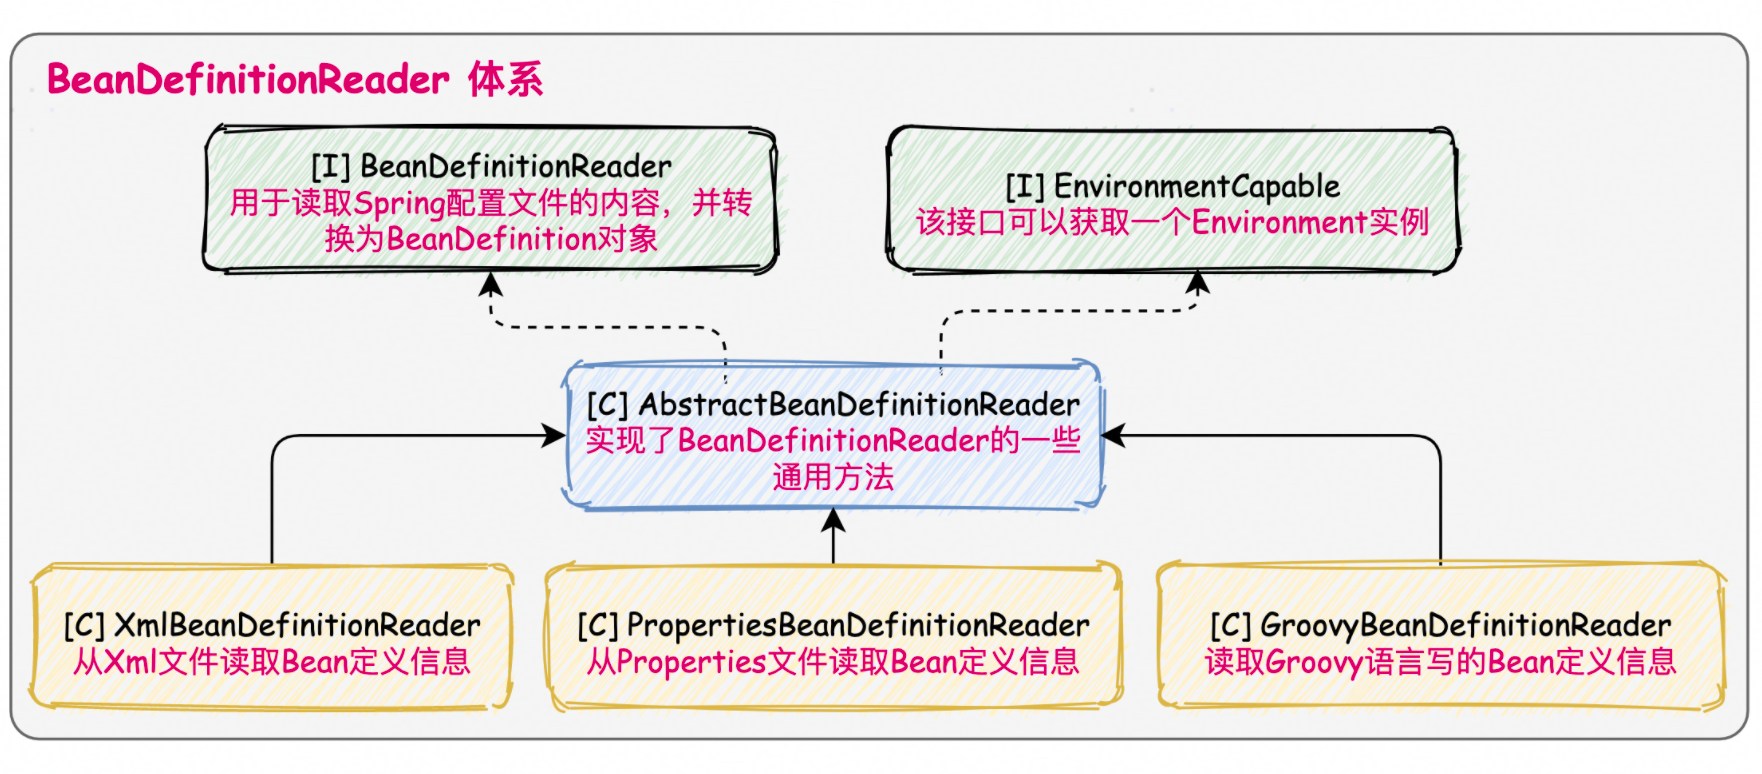 BeanDefinitionReader 体系
[I] BeanDefinitionReader
用于读取Spring配置文件的内容，并转
换为BeanDefinition对象
[I] EnvironmentCapable
该接口可以获取一个Environment实例
[C] AbstractBeanDefinitionReader
实现了BeanDefinitionReader的一些
通用方法
[C] XmlBeanDefinitionReader
从Xml文件读取Bean定义信息
[C] PropertiesBeanDefinitionReader
从Properties文件读取Bean定义信息
[C] GroovyBeanDefinitionReader
读取Groovy语言写的Bean定义信息